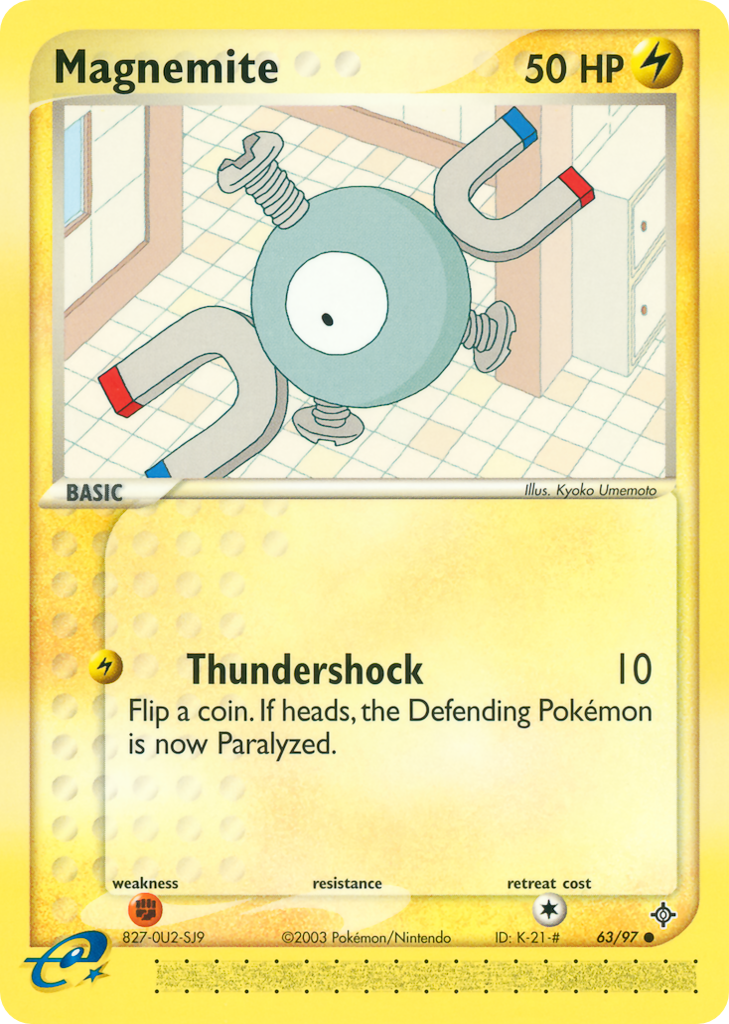 Magnemite
50 HP
BASIC
Illus. Kyoko Umemoto
Thundershock 10
Flip a coin. If heads, the Defending Pokémon
is now Paralyzed.
weakness resistance retreat cost
827-0U2-SJ9 ©2003 Pokémon/Nintendo ID: K-21-# 63/97
e